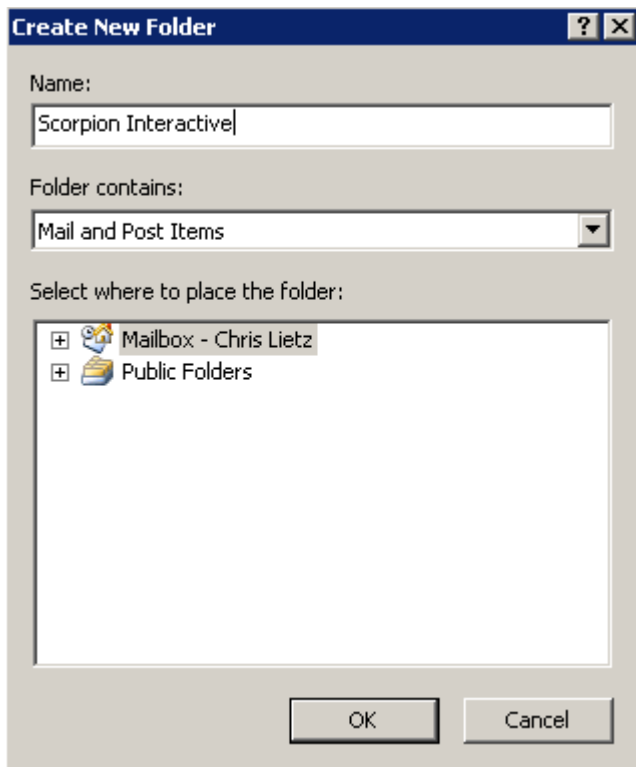 Create New Folder
Name:
Scorpion Interactive
Folder contains:
Mail and Post Items
Select where to place the folder:
Mailbox - Chris Lietz
Public Folders
OK Cancel